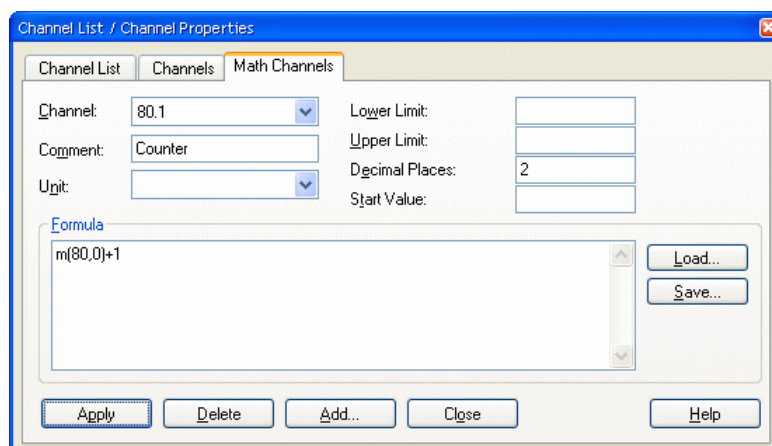 Channel List / Channel Properties
Channel List Channels Math Channels
Channel: 80.1 Lower Limit:
Comment: Counter Upper Limit:
Decimal Places: 2
Unit: Start Value:
Formula
m(80,0)+1
Load...
Save...
Apply Delete Add... Close Help